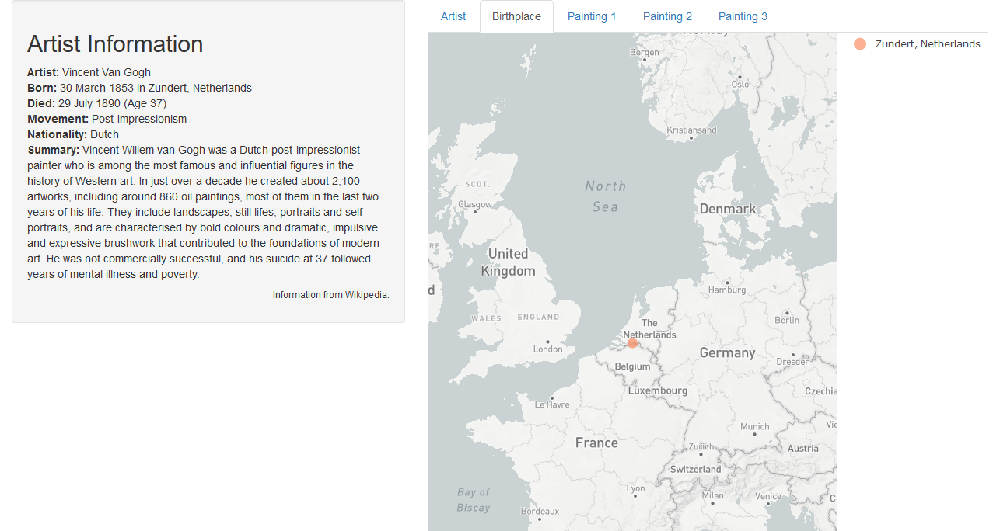 Artist Information
Artist: Vincent Van Gogh
Born: 30 March 1853 in Zundert, Netherlands
Died: 29 July 1890 (Age 37)
Movement: Post-Impressionism
Nationality: Dutch
Summary: Vincent Willem van Gogh was a Dutch post-impressionist
painter who is among the most famous and influential figures in the
history of Western art. In just over a decade he created about 2,100
artworks, including around 860 oil paintings, most of them in the last two
years of his life. They include landscapes, still lifes, portraits and self-
portraits, and are characterised by bold colours and dramatic, impulsive
and expressive brushwork that contributed to the foundations of modern
art. He was not commercially successful, and his suicide at 37 followed
years of mental illness and poverty.
Information from Wikipedia.
Artist Birthplace Painting 1 Painting 2 Painting 3
Norway
Bergen
Oslo
Kristiansand
North
Sea
SCOT.
Glasgow
Denmark
RE.
United
Kingdom
d
Hamburg
WALES ENGLAND
Berlin
The
Netherlands
London
Germany
Belgium
Dresden
Luxembourg
Czechia
Le Havre
Munich
Vie
France
Zurich
Austria
Switzerland
Lyon
Bay of
Biscay
Milan
Venice
C
Bordeaux
Zundert, Netherlands